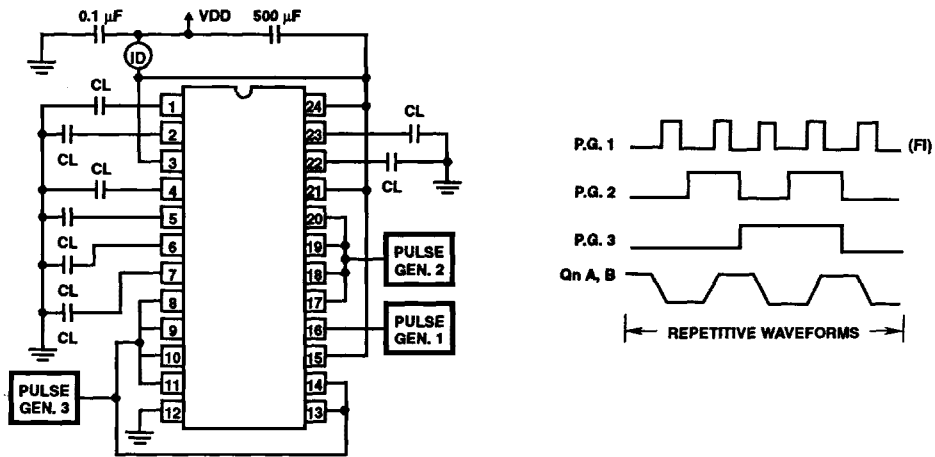 0.1 µF
VDD
500 µF
ID
CL
CL
CL
CL
CL
CL
CL
CL
1
2
3
4
5
6
7
8
9
10
11
12
24
23
22
21
20
19
18
17
16
15
14
13
PULSE
GEN. 2
PULSE
GEN. 1
PULSE
GEN. 3
P.G. 1
(FI)
P.G. 2
P.G. 3
Qn A, B
REPETITIVE WAVEFORMS